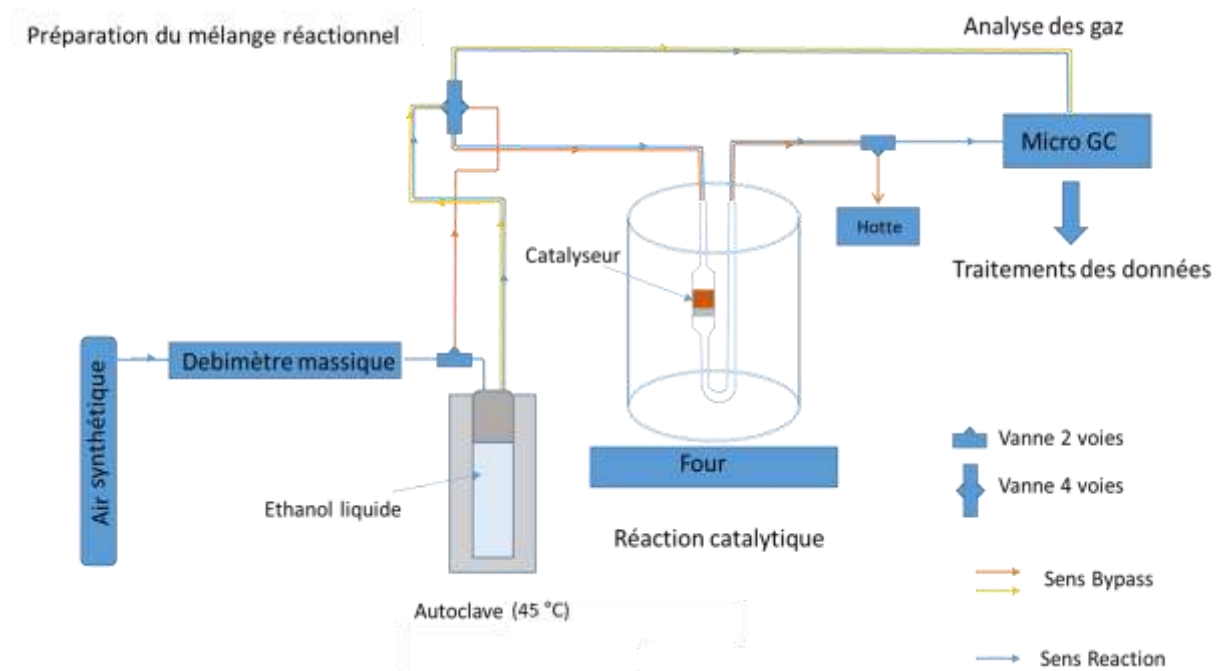 Préparation du mélange réactionnel
Analyse des gaz
Micro GC
Hotte
Traitements des données
Catalyseur
Air synthétique
Debimètre massique
Ethanol liquide
Four
Réaction catalytique
Autoclave (45 °C)
Vanne 2 voies
Vanne 4 voies
Sens Bypass
Sens Reaction